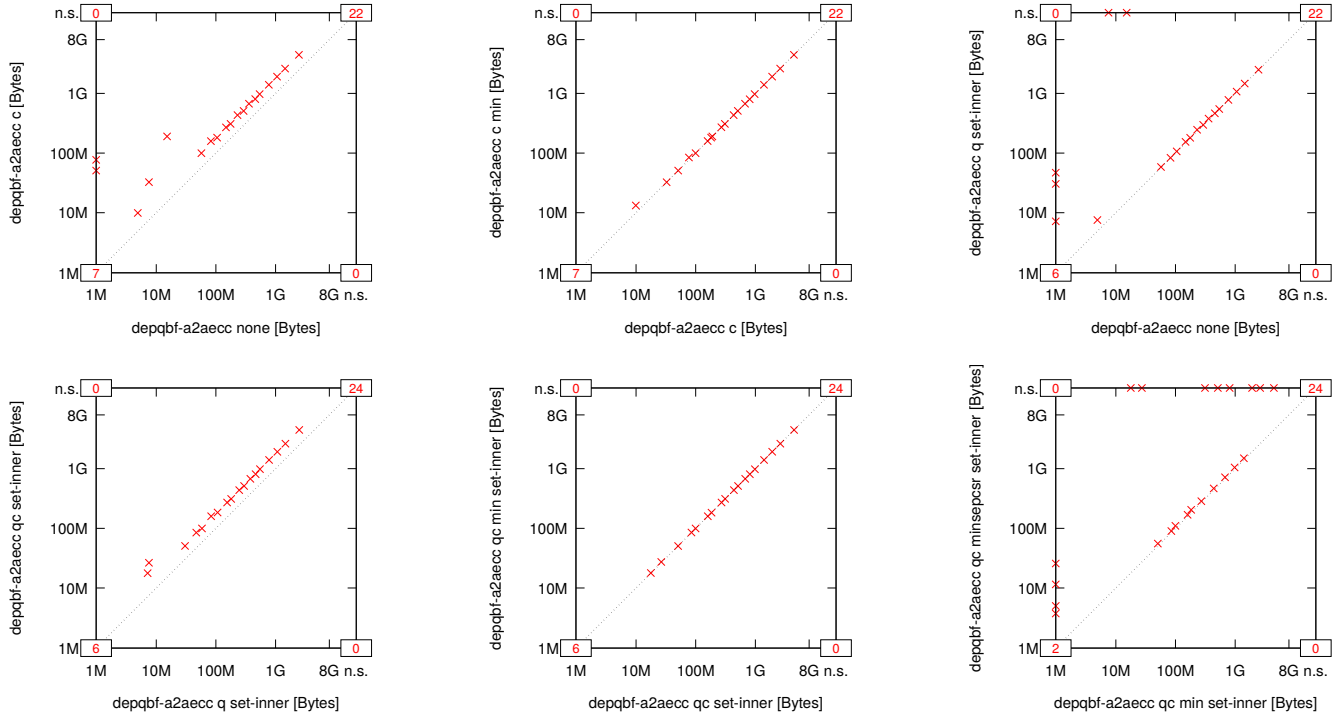 n.s. 0 22
8G
1G
100M
10M
1M 7 0
1M 10M 100M 1G 8G n.s.
depqbf-a2aecc c [Bytes]
depqbf-a2aecc none [Bytes]
n.s. 0 22
8G
1G
100M
10M
1M 7 0
1M 10M 100M 1G 8G n.s.
depqbf-a2aecc c min [Bytes]
depqbf-a2aecc c [Bytes]
n.s. 0 22
8G
1G
100M
10M
1M 6 0
1M 10M 100M 1G 8G n.s.
depqbf-a2aecc q set-inner [Bytes]
depqbf-a2aecc none [Bytes]
n.s. 0 24
8G
1G
100M
10M
1M 6 0
1M 10M 100M 1G 8G n.s.
depqbf-a2aecc qc set-inner [Bytes]
depqbf-a2aecc q set-inner [Bytes]
n.s. 0 24
8G
1G
100M
10M
1M 6 0
1M 10M 100M 1G 8G n.s.
depqbf-a2aecc qc min set-inner [Bytes]
depqbf-a2aecc qc set-inner [Bytes]
n.s. 0 24
8G
1G
100M
10M
1M 2 0
1M 10M 100M 1G 8G n.s.
depqbf-a2aecc qc minsepcsr set-inner [Bytes]
depqbf-a2aecc qc min set-inner [Bytes]